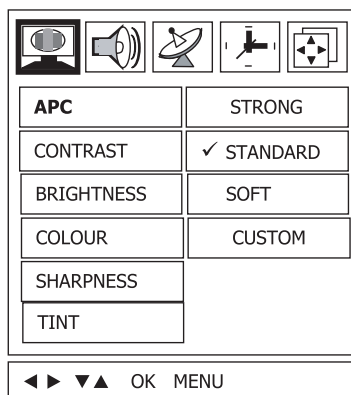 APC STRONG
CONTRAST ✓ STANDARD
BRIGHTNESS SOFT
COLOUR CUSTOM
SHARPNESS
TINT
◀ ▶ ▼▲ OK MENU